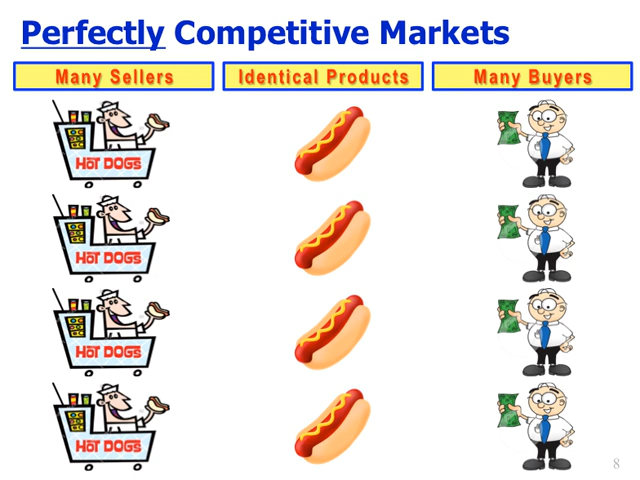 Perfectly Competitive Markets
Many Sellers
Identical Products
Many Buyers
HOT DOGS
HOT DOGS
HOT DOGS
HOT DOGS
8